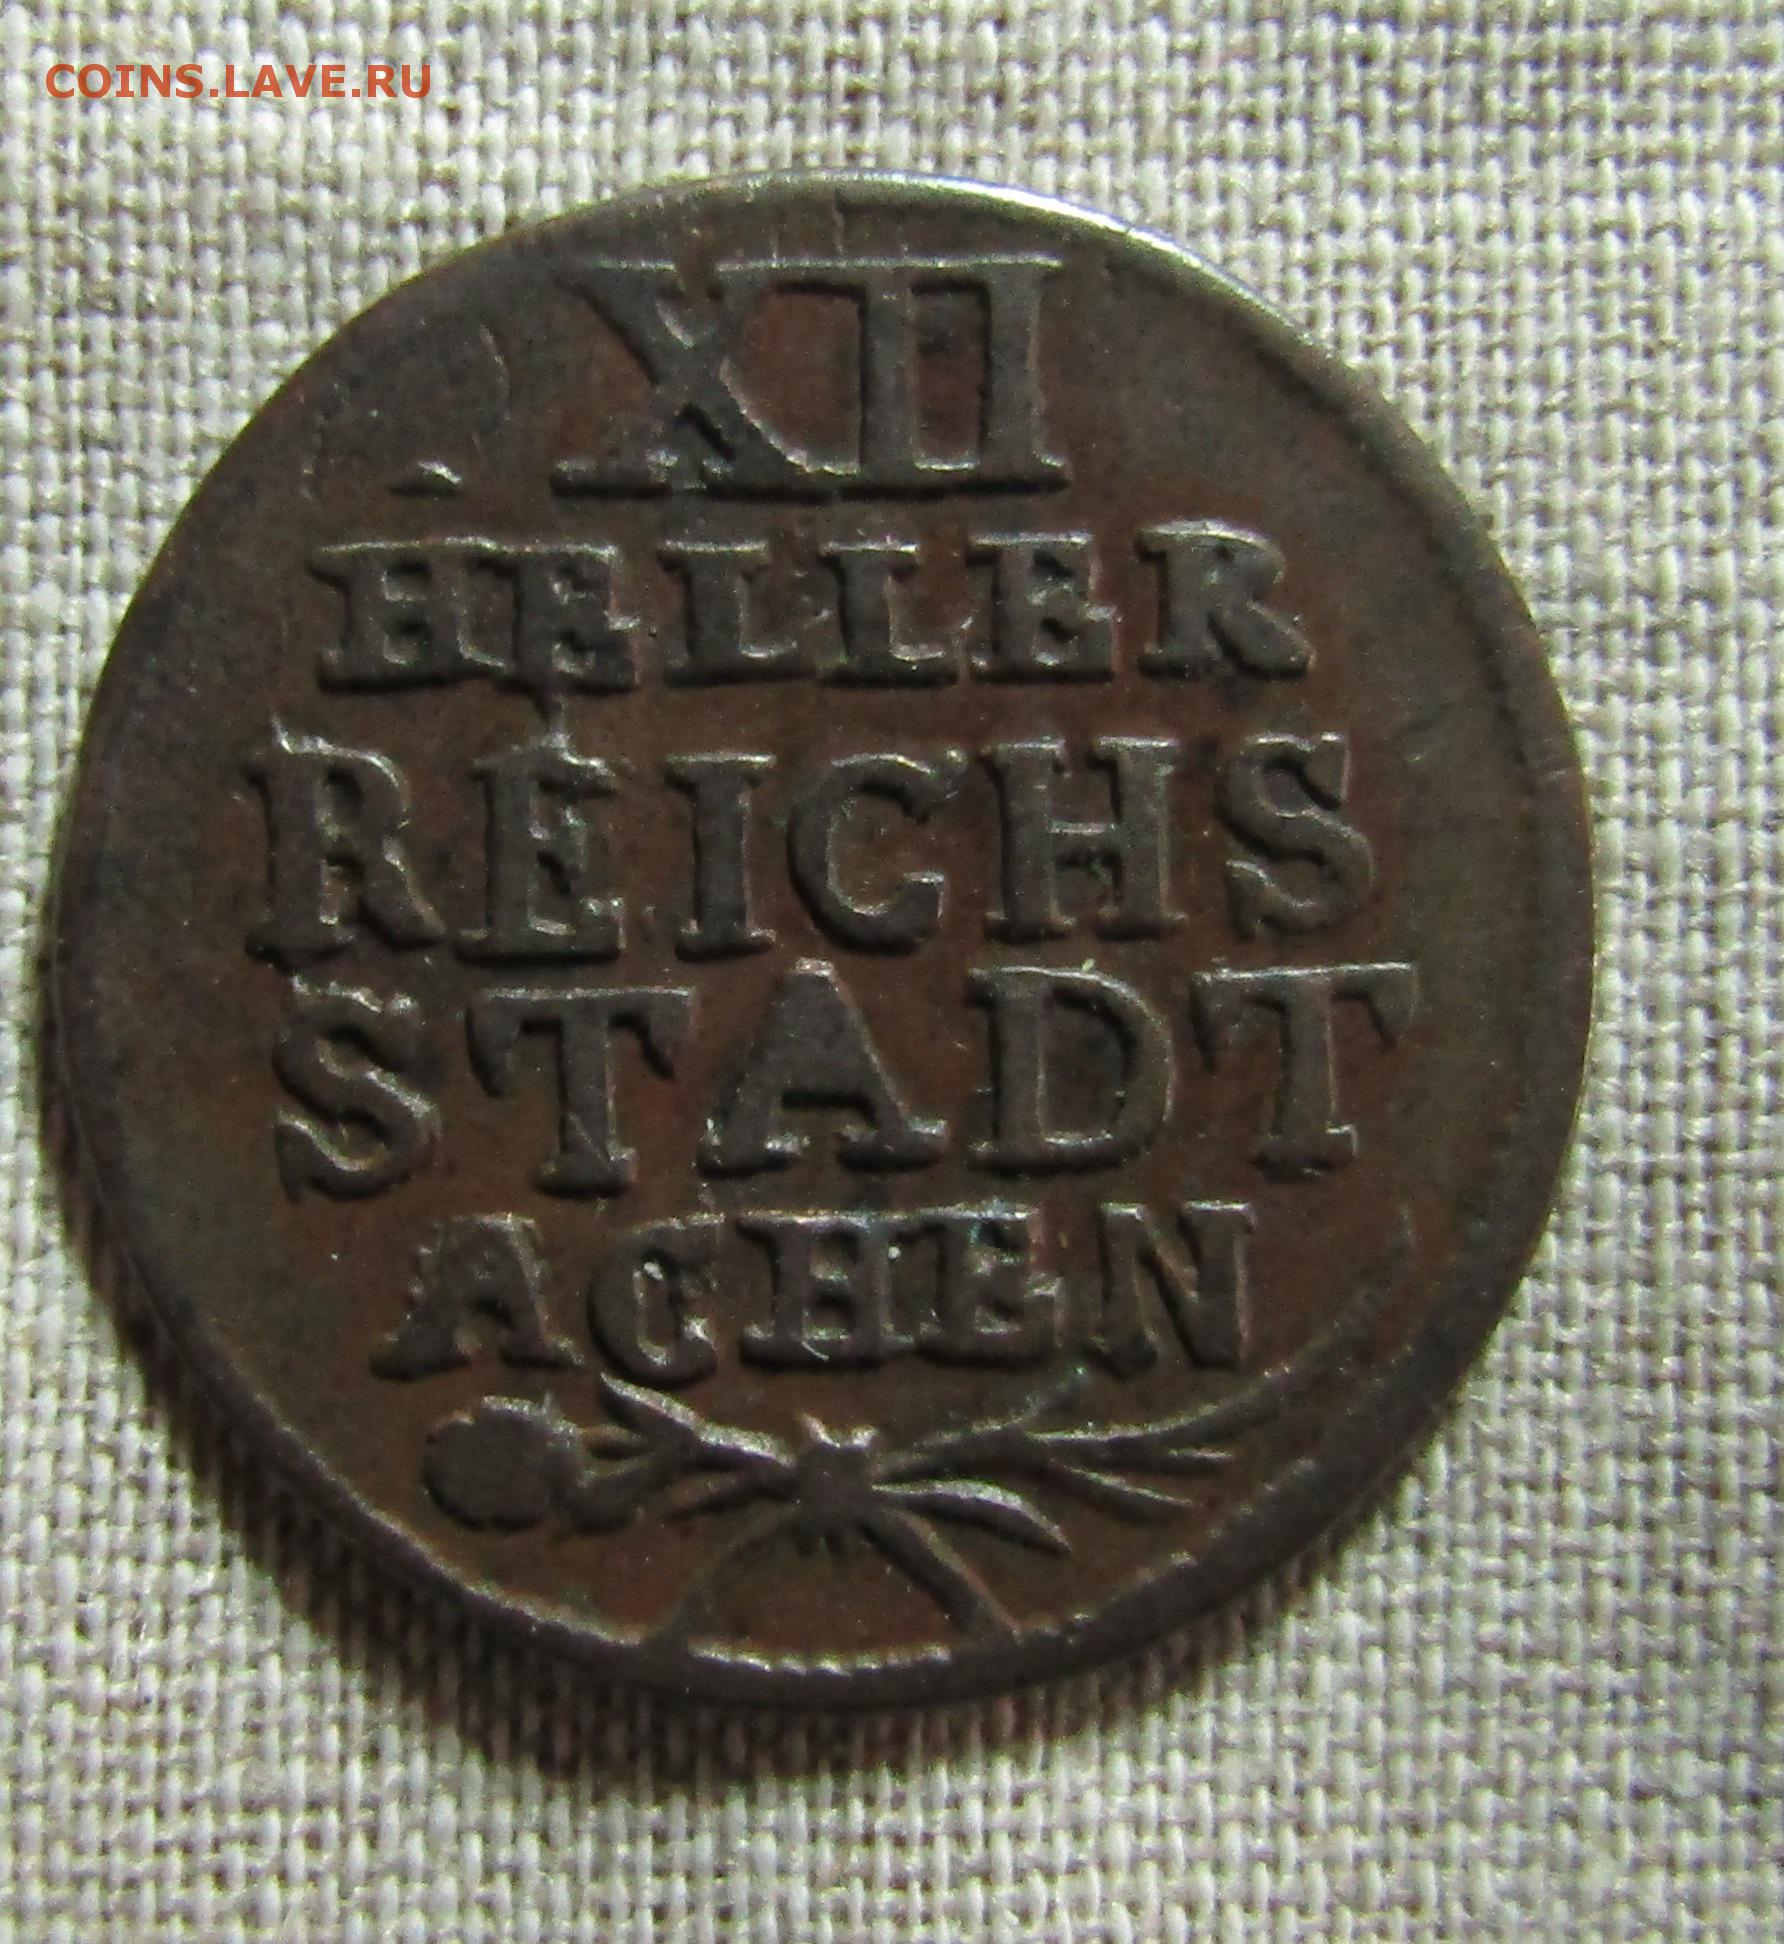 COINS.LAVE.RU
XII
HELLER
REICHS
STADT
ACHEN